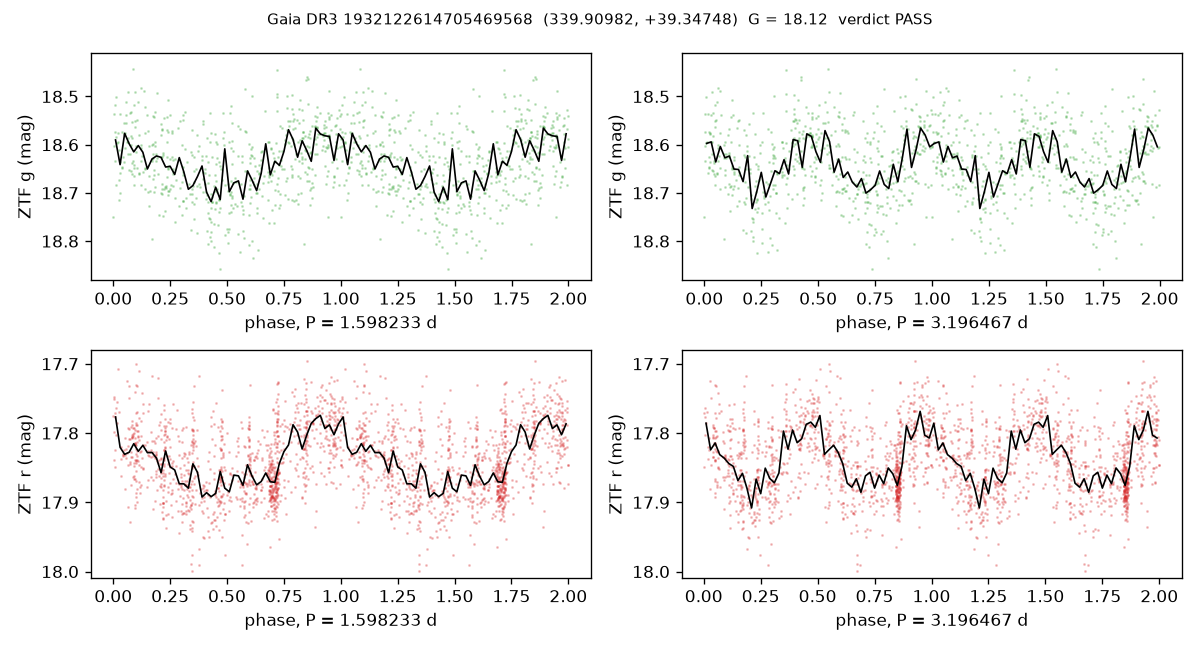 Gaia DR3 1932122614705469568 (339.90982, +39.34748) G = 18.12 verdict PASS
ZTF g (mag)
18.5
18.6
18.7
18.8
0.00 0.25 0.50 0.75 1.00 1.25 1.50 1.75 2.00
phase, P = 1.598233 d
ZTF g (mag)
18.5
18.6
18.7
18.8
0.00 0.25 0.50 0.75 1.00 1.25 1.50 1.75 2.00
phase, P = 3.196467 d
ZTF r (mag)
17.7
17.8
17.9
18.0
0.00 0.25 0.50 0.75 1.00 1.25 1.50 1.75 2.00
phase, P = 1.598233 d
ZTF r (mag)
17.7
17.8
17.9
18.0
0.00 0.25 0.50 0.75 1.00 1.25 1.50 1.75 2.00
phase, P = 3.196467 d